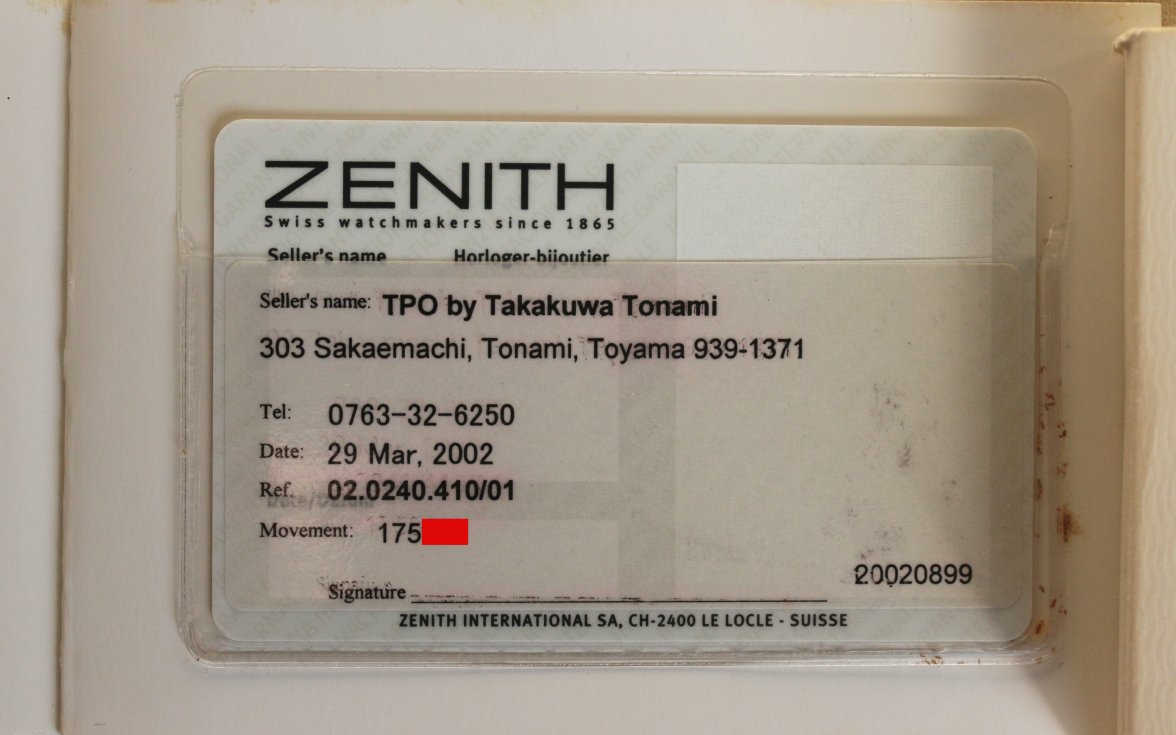 ZENITH
Swiss watchmakers since 1865
Seller's name Horloger-bijoutier
Seller's name: TPO by Takakuwa Tonami
303 Sakaemachi, Tonami, Toyama 939-1371
Tel: 0763-32-6250
Date: 29 Mar, 2002
Ref. 02.0240.410/01
Movement: 175
20020899
Signature
ZENITH INTERNATIONAL SA, CH-2400 LE LOCLE - SUISSE